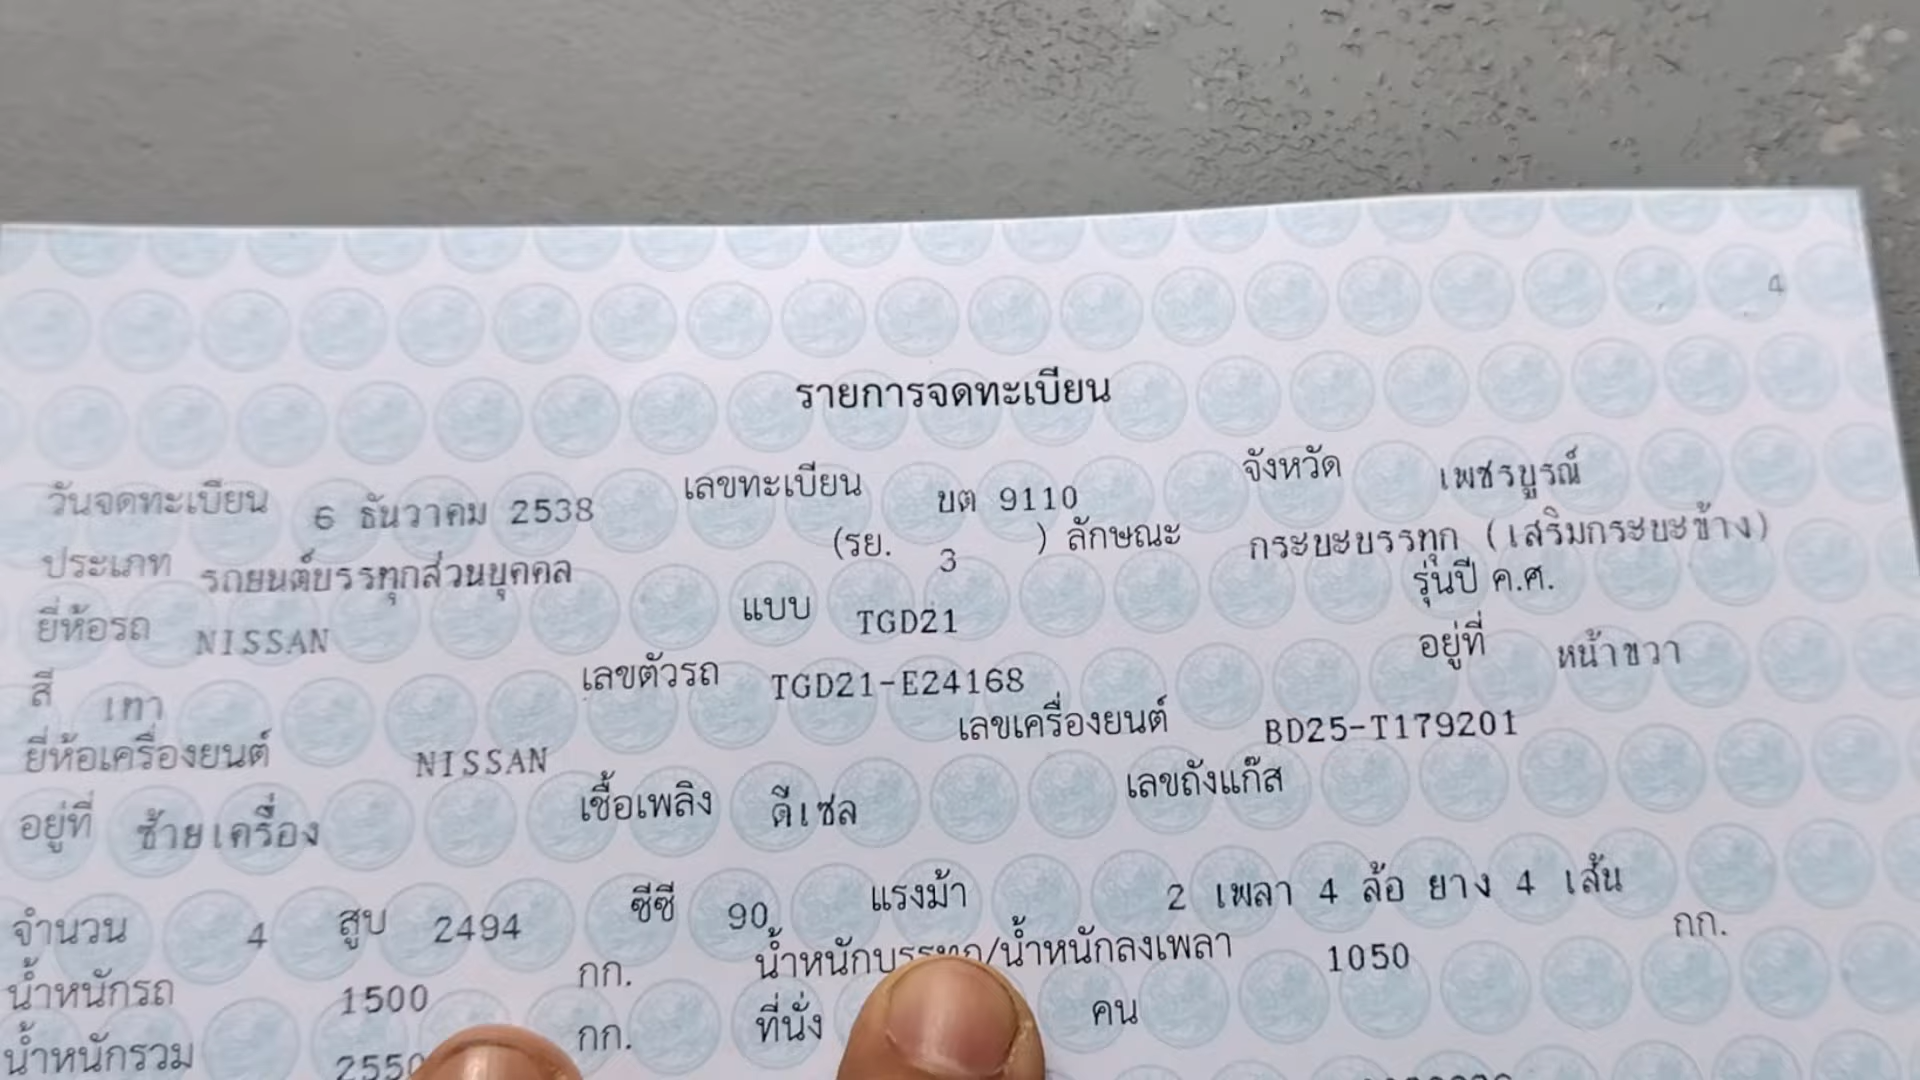 4
รายการจดทะเบียน
วันจดทะเบียน 6 ธันวาคม 2538 เลขทะเบียน บต 9110 จังหวัด เพชรบูรณ์
ประเภท รถยนต์บรรทุกส่วนบุคคล (รย. 3 ) ลักษณะ กระบะบรรทุก (เสริมกระบะข้าง)
ยี่ห้อรถ NISSAN แบบ TGD21 รุ่นปี ค.ศ.
สี เทา เลขตัวรถ TGD21-E24168 อยู่ที่ หน้าขวา
ยี่ห้อเครื่องยนต์ NISSAN เลขเครื่องยนต์ BD25-T179201
อยู่ที่ ซ้ายเครื่อง เชื้อเพลิง ดีเซล เลขถังแก๊ส
จำนวน 4 สูบ 2494 ซีซี 90 แรงม้า 2 เพลา 4 ล้อ ยาง 4 เส้น
น้ำหนักรถ 1500 กก. น้ำหนักบรรทุก/น้ำหนักลงเพลา 1050 กก.
น้ำหนักรวม 2550 กก. ที่นั่ง คน